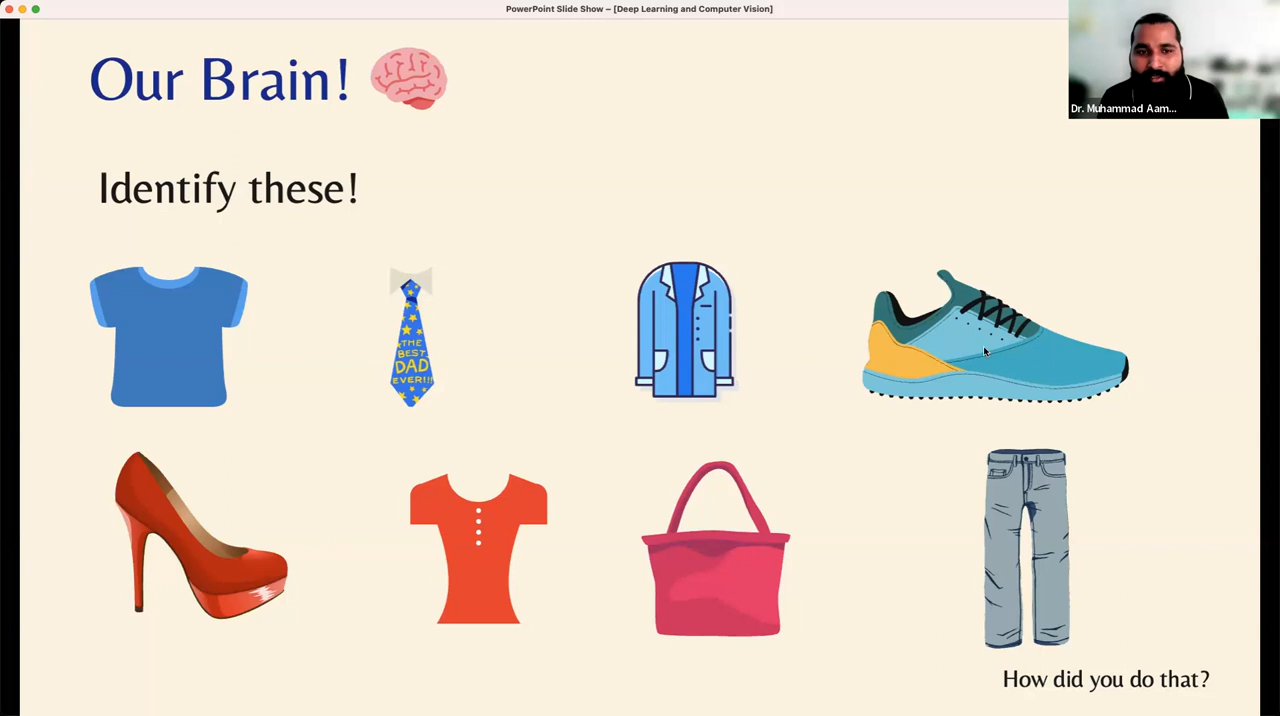 PowerPoint Slide Show – [Deep Learning and Computer Vision]
Our Brain!
Dr. Muhammad Aam...
Identify these!
THE
BEST
DAD
EVER!!!
How did you do that?